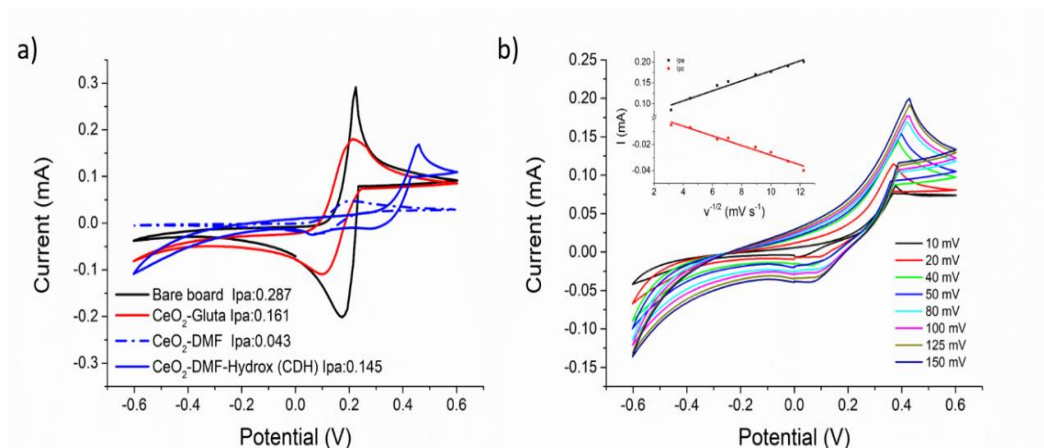 a)
Current (mA)
0.3
0.2
0.1
0.0
-0.1
-0.2
-0.3
-0.6 -0.4 -0.2 0.0 0.2 0.4 0.6
Potential (V)
Bare board Ipa:0.287
CeO2-Gluta Ipa:0.161
CeO2-DMF Ipa:0.043
CeO2-DMF-Hydrox (CDH) Ipa:0.145
b)
Current (mA)
0.25
0.20
0.15
0.10
0.05
0.00
-0.05
-0.10
-0.15
-0.6 -0.4 -0.2 0.0 0.2 0.4 0.6
Potential (V)
Ipa
Ipc
I (mA)
0.20
0.10
-0.02
-0.04
2 4 6 8 10 12
v-1/2 (mV s-1)
10 mV
20 mV
40 mV
50 mV
80 mV
100 mV
125 mV
150 mV